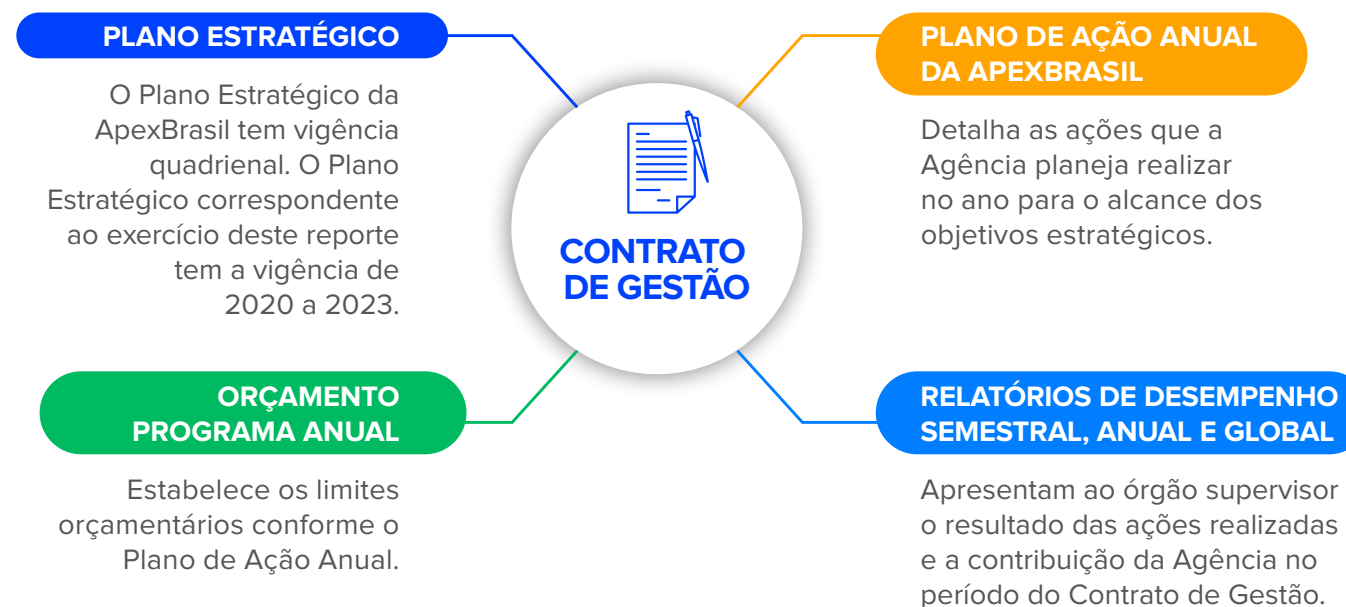 PLANO ESTRATÉGICO
O Plano Estratégico da
ApexBrasil tem vigência
quadrienal. O Plano
Estratégico correspondente
ao exercício deste reporte
tem a vigência de
2020 a 2023.
CONTRATO
DE GESTÃO
PLANO DE AÇÃO ANUAL
DA APEXBRASIL
Detalha as ações que a
Agência planeja realizar
no ano para o alcance dos
objetivos estratégicos.
ORÇAMENTO
PROGRAMA ANUAL
Estabelece os limites
orçamentários conforme o
Plano de Ação Anual.
RELATÓRIOS DE DESEMPENHO
SEMESTRAL, ANUAL E GLOBAL
Apresentam ao órgão supervisor
o resultado das ações realizadas
e a contribuição da Agência no
período do Contrato de Gestão.